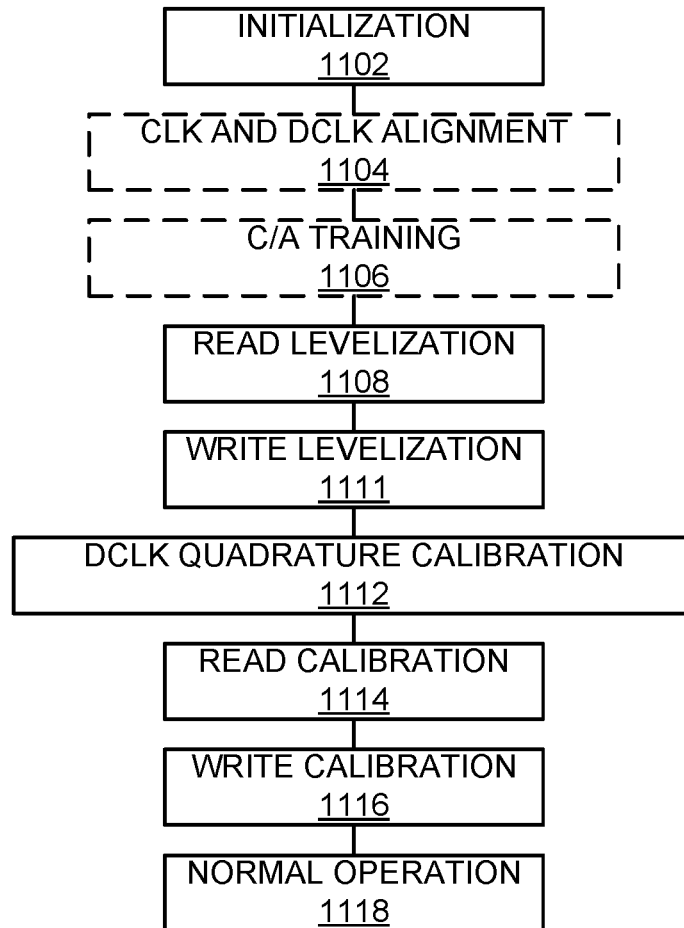 INITIALIZATION
1102
CLK AND DCLK ALIGNMENT
1104
C/A TRAINING
1106
READ LEVELIZATION
1108
WRITE LEVELIZATION
1111
DCLK QUADRATURE CALIBRATION
1112
READ CALIBRATION
1114
WRITE CALIBRATION
1116
NORMAL OPERATION
1118